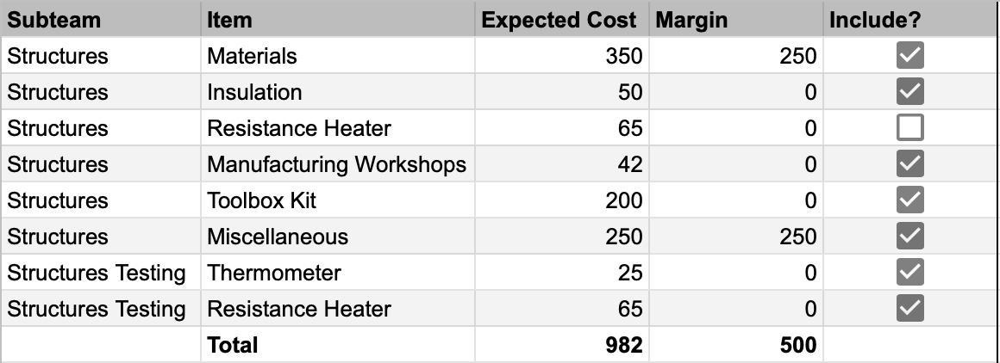 Subteam Item Expected Cost Margin Include?
Structures Materials 350 250
Structures Insulation 50 0
Structures Resistance Heater 65 0
Structures Manufacturing Workshops 42 0
Structures Toolbox Kit 200 0
Structures Miscellaneous 250 250
Structures Testing Thermometer 25 0
Structures Testing Resistance Heater 65 0
Total 982 500